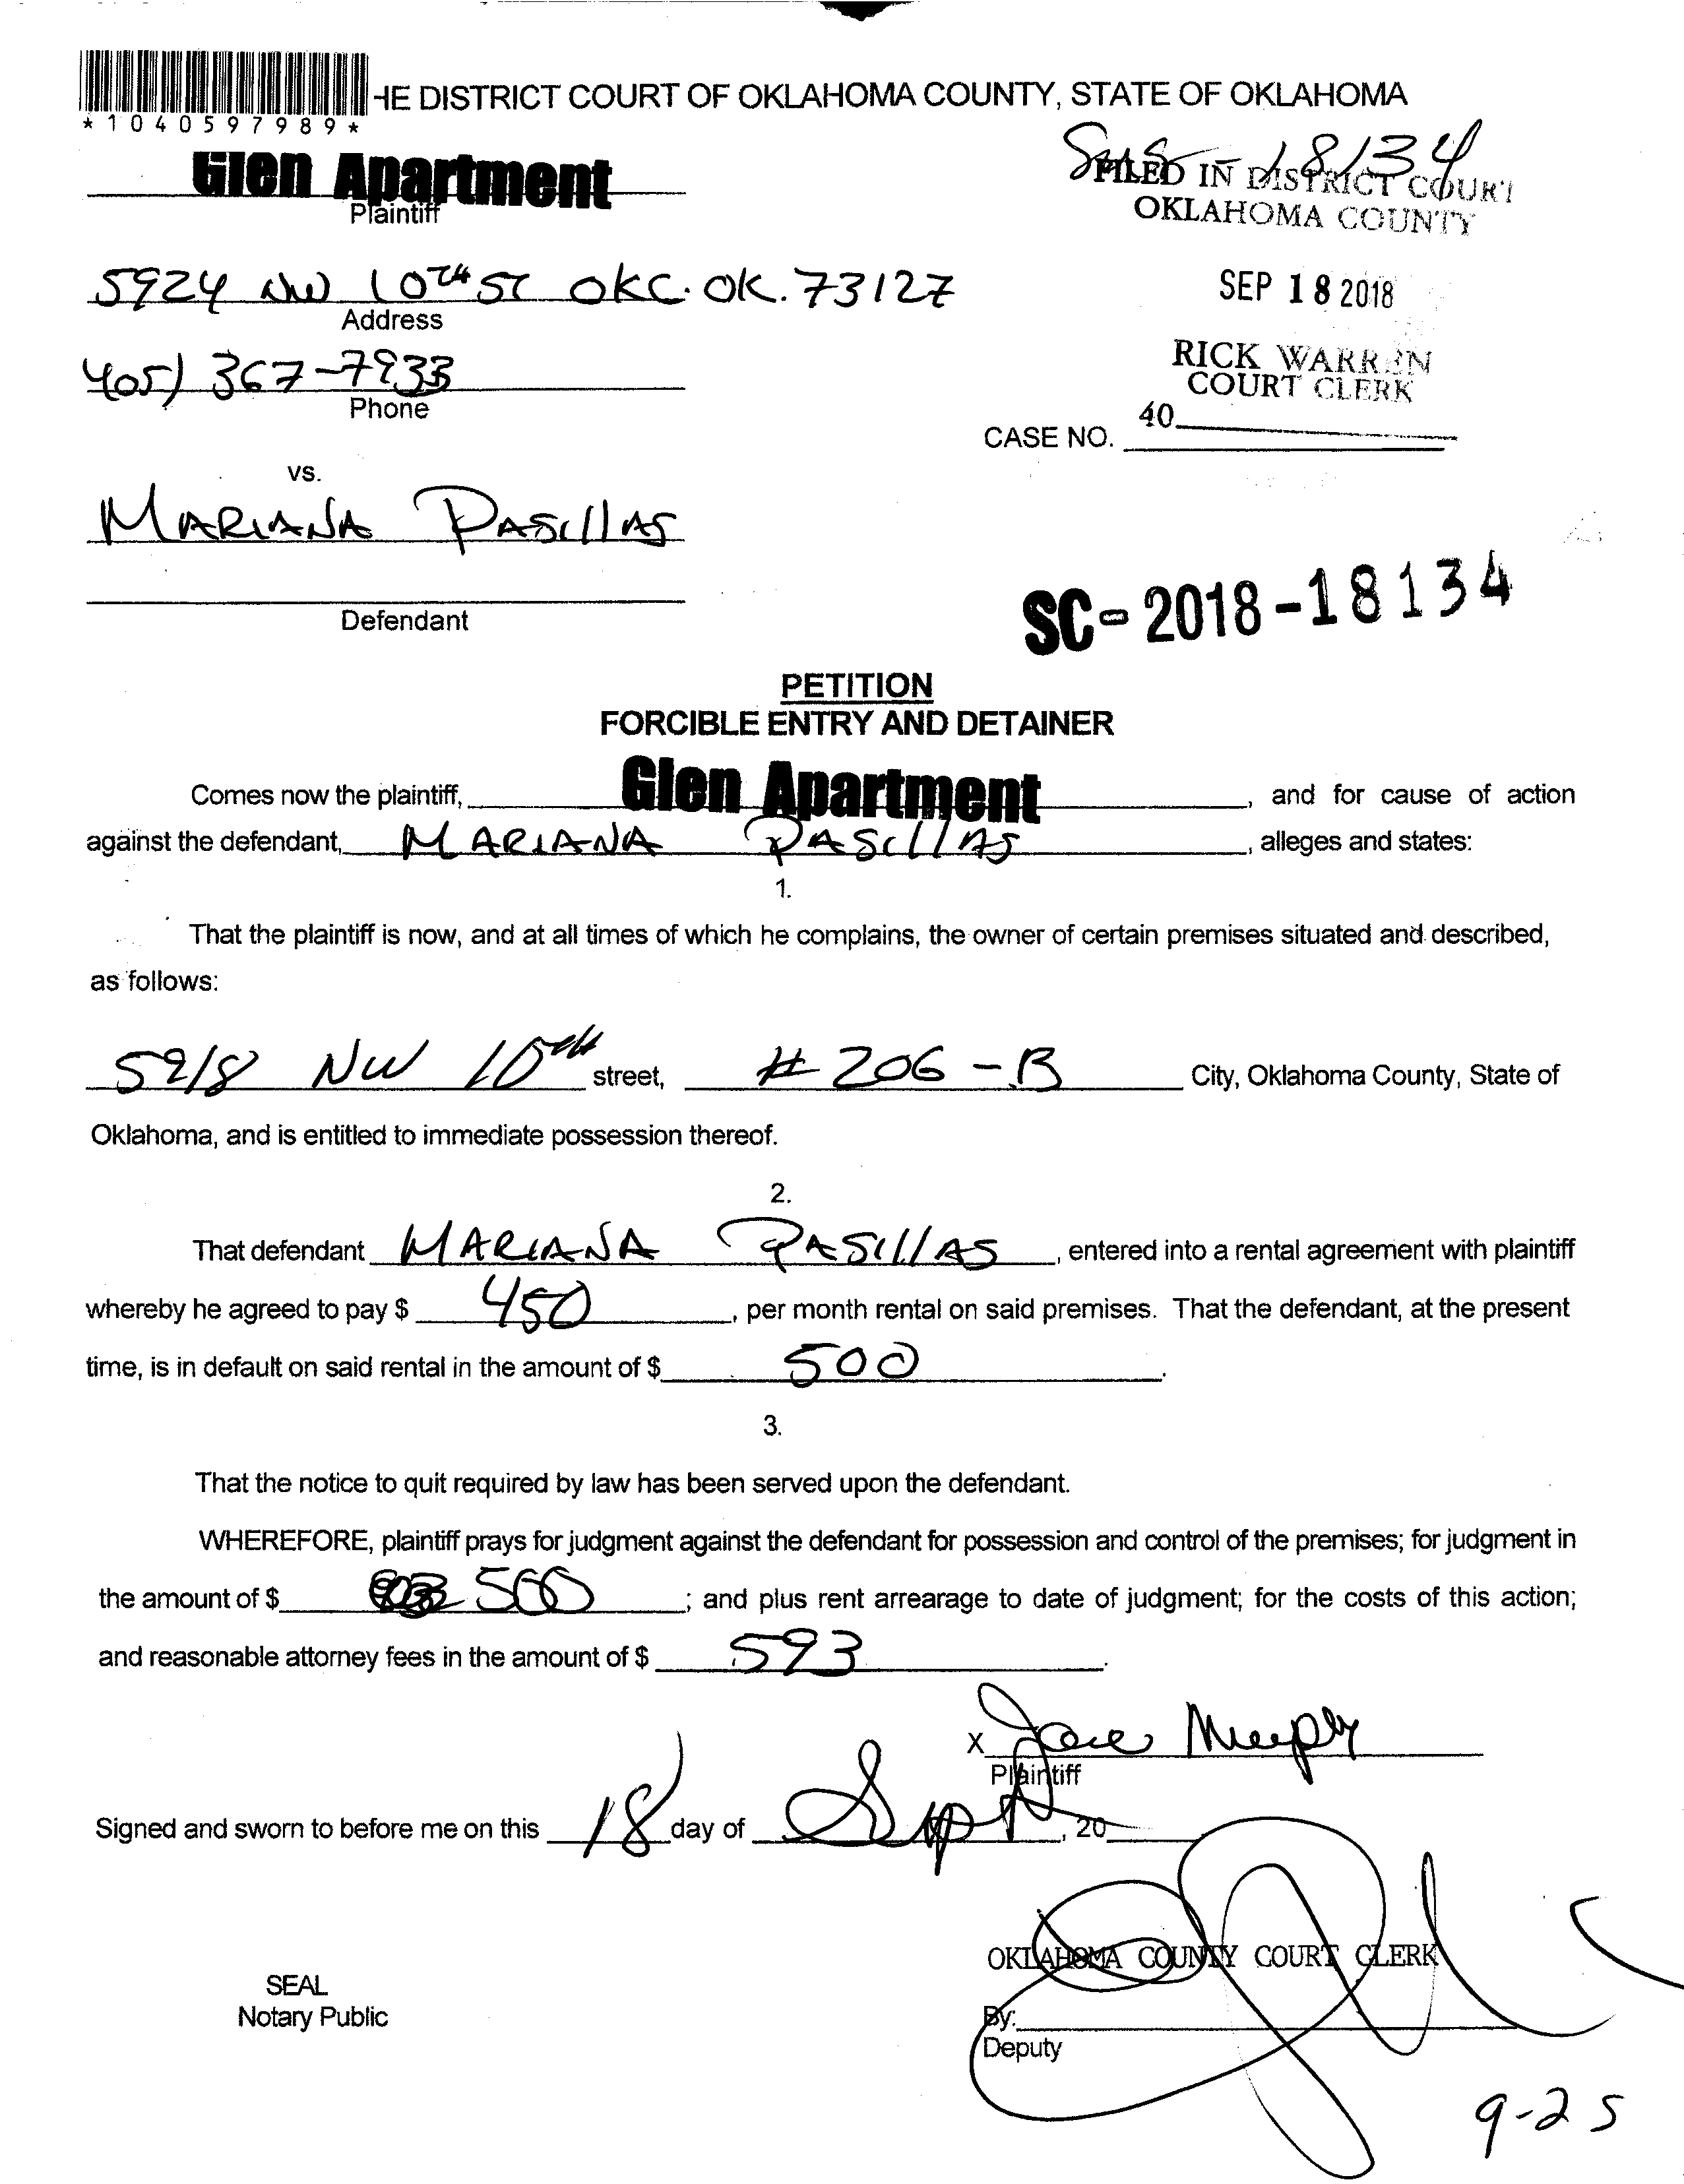 HE DISTRICT COURT OF OKLAHOMA COUNTY, STATE OF OKLAHOMA
*1040597989*
Glen Apartment
Plaintiff
18134
FILED IN DISTRICT COURT
OKLAHOMA COUNTY
5924 NW 10TH ST OKC. OK. 73127
Address
SEP 18 2018
405) 367-7933
Phone
RICK WARREN
COURT CLERK
40
CASE NO.
vs.
MARIANA PASILLAS
Defendant
SC-2018-18134
PETITION
FORCIBLE ENTRY AND DETAINER
Comes now the plaintiff, Glen Apartment, and for cause of action
against the defendant, MARIANA PASILLAS, alleges and states:
1.
That the plaintiff is now, and at all times of which he complains, the owner of certain premises situated and described,
as follows:
5918 NW 10TH street, # 206 - B City, Oklahoma County, State of
Oklahoma, and is entitled to immediate possession thereof.
2.
That defendant MARIANA PASILLAS, entered into a rental agreement with plaintiff
whereby he agreed to pay $ 450, per month rental on said premises. That the defendant, at the present
time, is in default on said rental in the amount of $ 500.
3.
That the notice to quit required by law has been served upon the defendant.
WHEREFORE, plaintiff prays for judgment against the defendant for possession and control of the premises; for judgment in
the amount of $ 500; and plus rent arrearage to date of judgment; for the costs of this action;
and reasonable attorney fees in the amount of $ 593.
X
Plaintiff
Signed and sworn to before me on this 18 day of Sept, 20
OKLAHOMA COUNTY COURT CLERK
SEAL
Notary Public
By:
Deputy
9-25